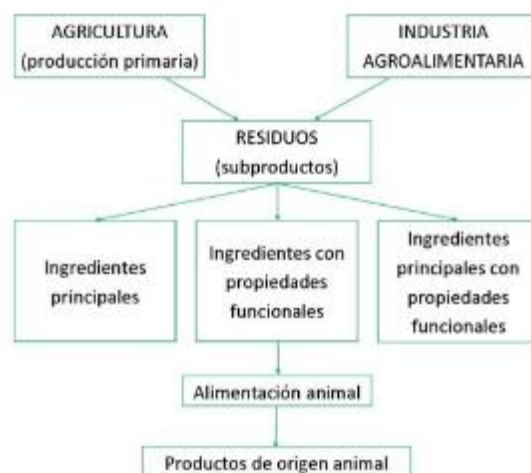 AGRICULTURA
(producción primaria)
INDUSTRIA
AGROALIMENTARIA
RESIDUOS
(subproductos)
Ingredientes
principales
Ingredientes con
propiedades
funcionales
Ingredientes
principales con
propiedades
funcionales
Alimentación animal
Productos de origen animal